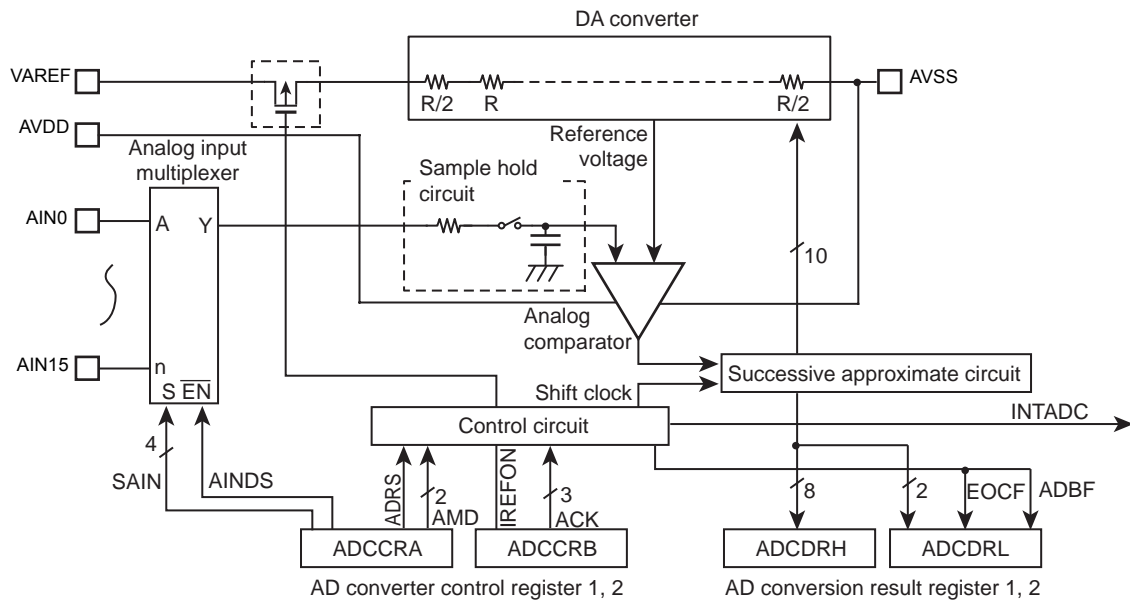 DA converter
VAREF
AVSS
R/2
R
R/2
AVDD
Reference
voltage
Analog input
multiplexer
Sample hold
circuit
AIN0
A
Y
10
Analog
comparator
AIN15
n
S EN
Successive approximate circuit
Shift clock
INTADC
Control circuit
4
SAIN
AINDS
ADRS
2
AMD
IREFON
3
ACK
8
2
EOCF
ADBF
ADCCRA
ADCCRB
ADCDRH
ADCDRL
AD converter control register 1, 2
AD conversion result register 1, 2